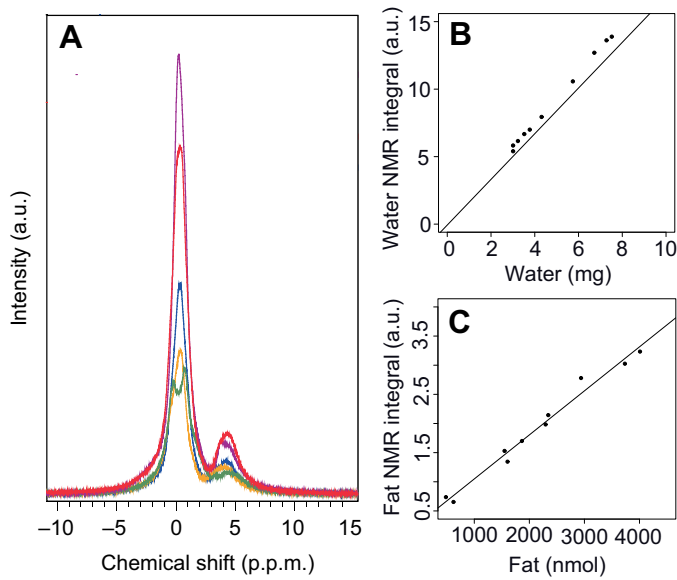 A
Intensity (a.u.)
–10 –5 0 5 10 15
Chemical shift (p.p.m.)
B
Water NMR integral (a.u.)
15
10
5
0
0 2 4 6 8 10
Water (mg)
C
Fat NMR integral (a.u.)
3.5
2.5
1.5
0.5
1000 2000 3000 4000
Fat (nmol)